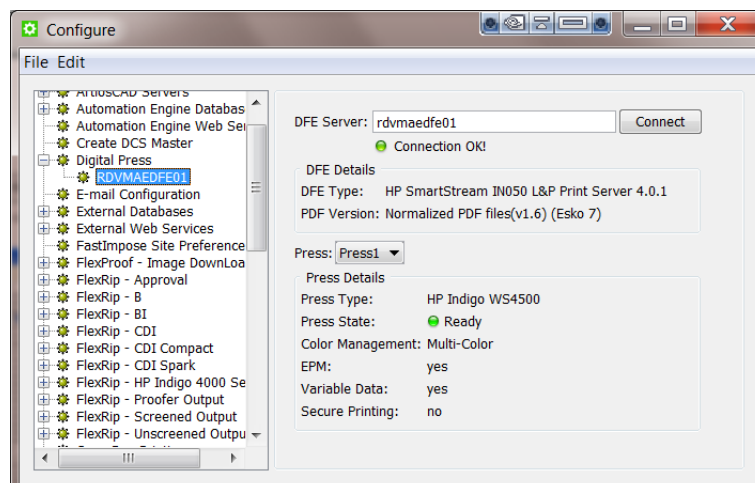 Configure
File Edit
ArtiosCAD Servers
Automation Engine Databas
Automation Engine Web Ser
Create DCS Master
Digital Press
RDVMAEDFE01
E-mail Configuration
External Databases
External Web Services
FastImpose Site Preference
FlexProof - Image DownLoa
FlexRip - Approval
FlexRip - B
FlexRip - BI
FlexRip - CDI
FlexRip - CDI Compact
FlexRip - CDI Spark
FlexRip - HP Indigo 4000 Se
FlexRip - Proofer Output
FlexRip - Screened Output
FlexRip - Unscreened Outpu
DFE Server: rdvmaedfe01 Connect
Connection OK!
DFE Details
DFE Type: HP SmartStream IN050 L&P Print Server 4.0.1
PDF Version: Normalized PDF files(v1.6) (Esko 7)
Press: Press1
Press Details
Press Type: HP Indigo WS4500
Press State: Ready
Color Management: Multi-Color
EPM: yes
Variable Data: yes
Secure Printing: no